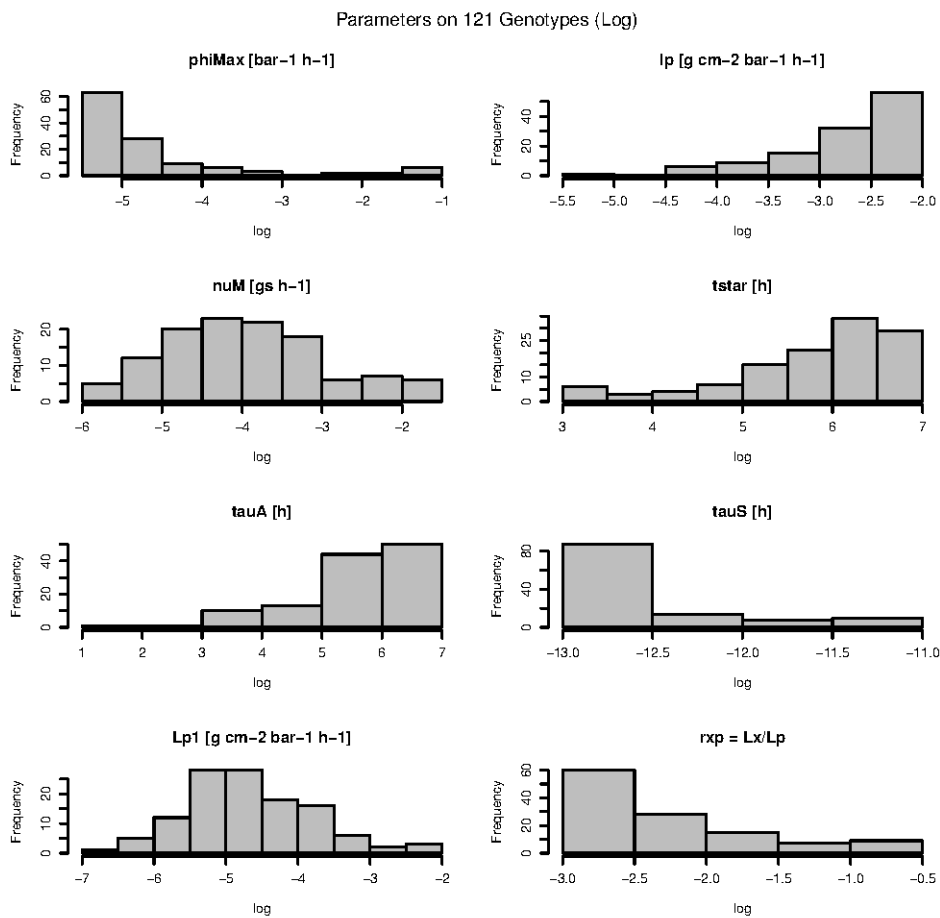 Parameters on 121 Genotypes (Log)
phiMax [bar−1 h−1]
Frequency
0 20 40 60
−5 −4 −3 −2 −1
log
lp [g cm−2 bar−1 h−1]
Frequency
0 20 40
−5.5 −5.0 −4.5 −4.0 −3.5 −3.0 −2.5 −2.0
log
nuM [gs h−1]
Frequency
0 10 20
−6 −5 −4 −3 −2
log
tstar [h]
Frequency
0 10 25
3 4 5 6 7
log
tauA [h]
Frequency
0 20 40
1 2 3 4 5 6 7
log
tauS [h]
Frequency
0 40 80
−13.0 −12.5 −12.0 −11.5 −11.0
log
Lp1 [g cm−2 bar−1 h−1]
Frequency
0 10 20
−7 −6 −5 −4 −3 −2
log
rxp = Lx/Lp
Frequency
0 20 40 60
−3.0 −2.5 −2.0 −1.5 −1.0 −0.5
log